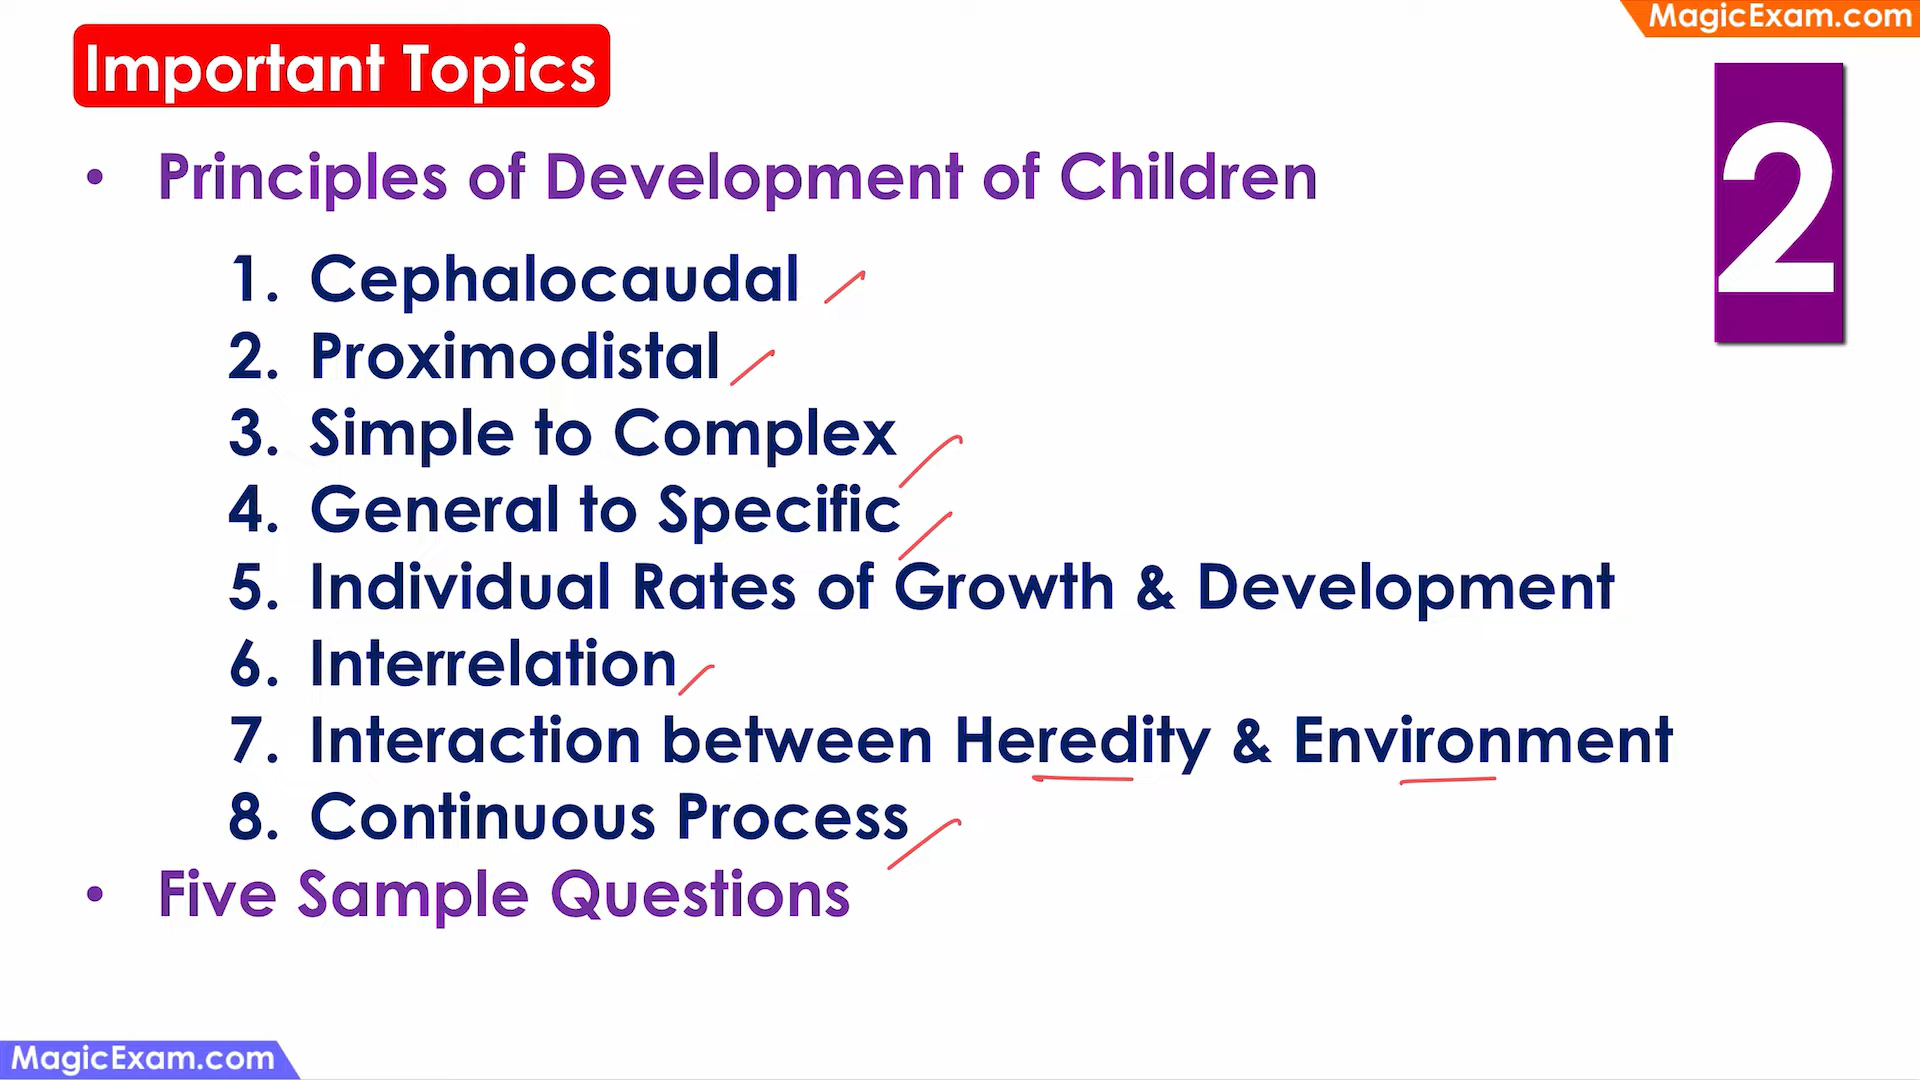 MagicExam.com
Important Topics
2
• Principles of Development of Children
1. Cephalocaudal
2. Proximodistal
3. Simple to Complex
4. General to Specific
5. Individual Rates of Growth & Development
6. Interrelation
7. Interaction between Heredity & Environment
8. Continuous Process
• Five Sample Questions
MagicExam.com